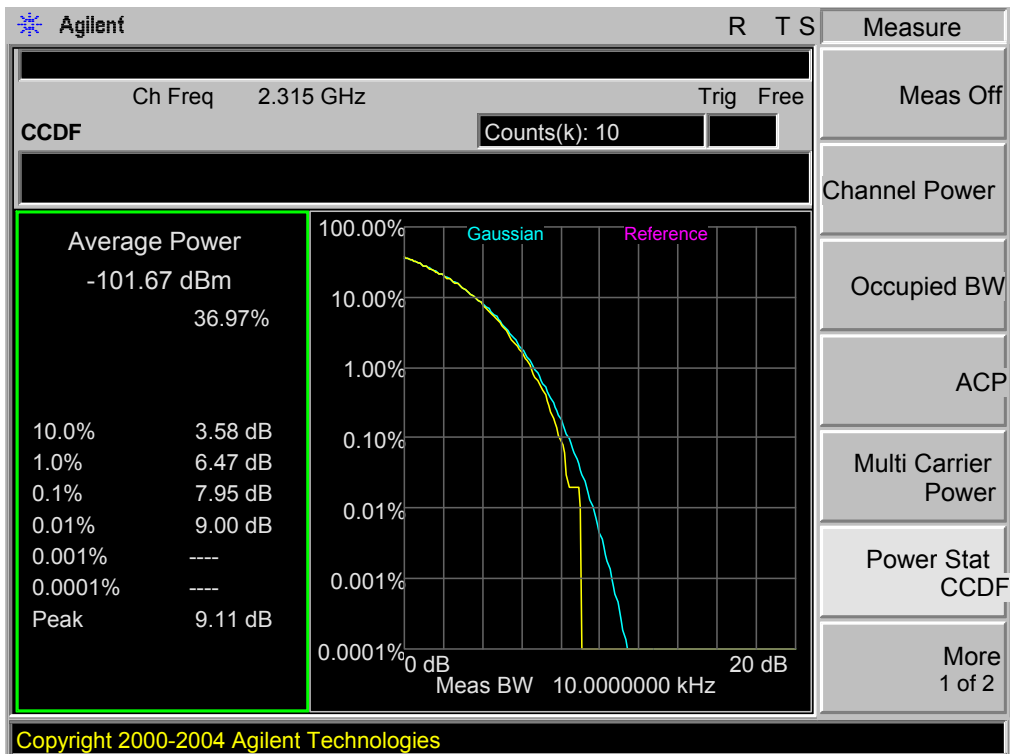 Agilent R T S
Measure
Ch Freq 2.315 GHz Trig Free
CCDF Counts(k): 10
Meas Off
Channel Power
Occupied BW
ACP
Multi Carrier
Power
Power Stat
CCDF
More
1 of 2
Average Power
-101.67 dBm
36.97%
10.0% 3.58 dB
1.0% 6.47 dB
0.1% 7.95 dB
0.01% 9.00 dB
0.001% ----
0.0001% ----
Peak 9.11 dB
Gaussian Reference
100.00%
10.00%
1.00%
0.10%
0.01%
0.001%
0.0001%
0 dB 20 dB
Meas BW 10.0000000 kHz
Copyright 2000-2004 Agilent Technologies